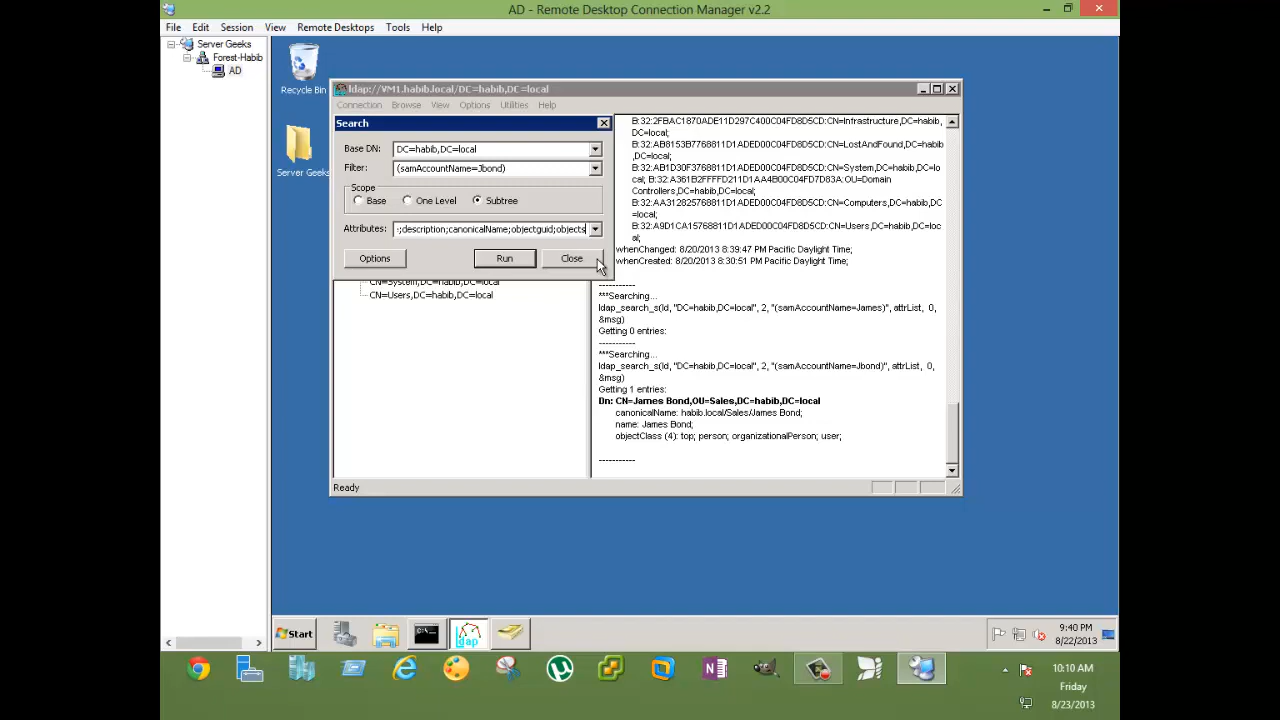 AD - Remote Desktop Connection Manager v2.2
File Edit Session View Remote Desktops Tools Help
Server Geeks
Forest-Habib
AD
Recycle Bin
Server Geeks
ldap://VM1.habib.local/DC=habib,DC=local
Connection Browse View Options Utilities Help
Search
Base DN: DC=habib,DC=local
Filter: (samAccountName=Jbond)
Scope
Base One Level Subtree
Attributes: ;description;canonicalName;objectguid;objects
Options Run Close
CN=System,DC=habib,DC=local
CN=Users,DC=habib,DC=local
B:32:2FBAC1870ADE11D297C400C04FD8D5CD:CN=Infrastructure,DC=habib,
DC=local;
B:32:AB8153B7768811D1ADED00C04FD8D5CD:CN=LostAndFound,DC=habib
,DC=local;
B:32:AB1D30F3768811D1ADED00C04FD8D5CD:CN=System,DC=habib,DC=lo
cal; B:32:A361B2FFFFD211D1AA4B00C04FD7D83A:OU=Domain
Controllers,DC=habib,DC=local;
B:32:AA312825768811D1ADED00C04FD8D5CD:CN=Computers,DC=habib,DC
=local;
B:32:A9D1CA15768811D1ADED00C04FD8D5CD:CN=Users,DC=habib,DC=loc
al;
whenChanged: 8/20/2013 8:39:47 PM Pacific Daylight Time;
whenCreated: 8/20/2013 8:30:51 PM Pacific Daylight Time;
-----------
***Searching...
ldap_search_s(ld, "DC=habib,DC=local", 2, "(samAccountName=James)", attrList, 0,
&msg)
Getting 0 entries:
-----------
***Searching...
ldap_search_s(ld, "DC=habib,DC=local", 2, "(samAccountName=Jbond)", attrList, 0,
&msg)
Getting 1 entries:
Dn: CN=James Bond,OU=Sales,DC=habib,DC=local
canonicalName: habib.local/Sales/James Bond;
name: James Bond;
objectClass (4): top; person; organizationalPerson; user;
-----------
Ready
Start
ldap
9:40 PM
8/22/2013
10:10 AM
Friday
8/23/2013